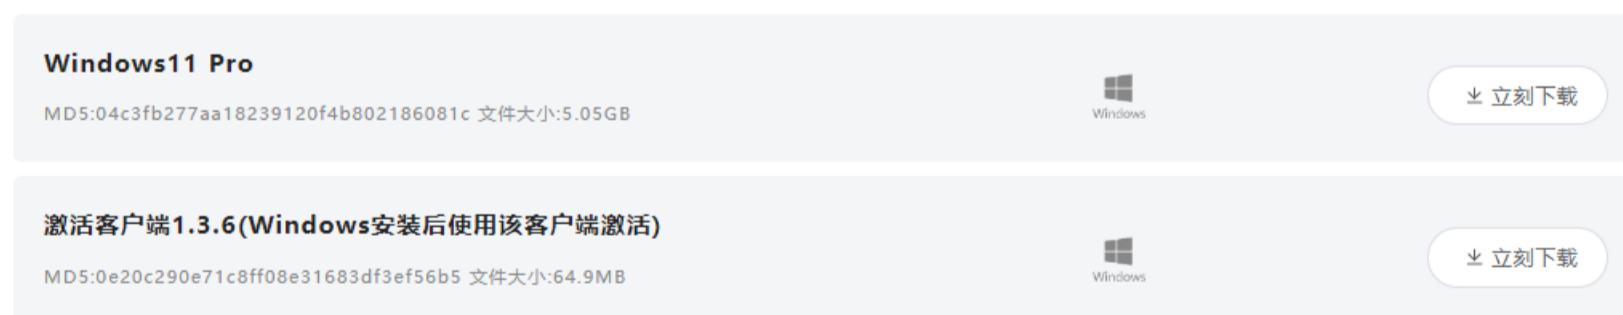 Windows11 Pro
MD5:04c3fb277aa18239120f4b802186081c 文件大小:5.05GB
Windows
立刻下载
激活客户端1.3.6(Windows安装后使用该客户端激活)
MD5:0e20c290e71c8ff08e31683df3ef56b5 文件大小:64.9MB
Windows
立刻下载